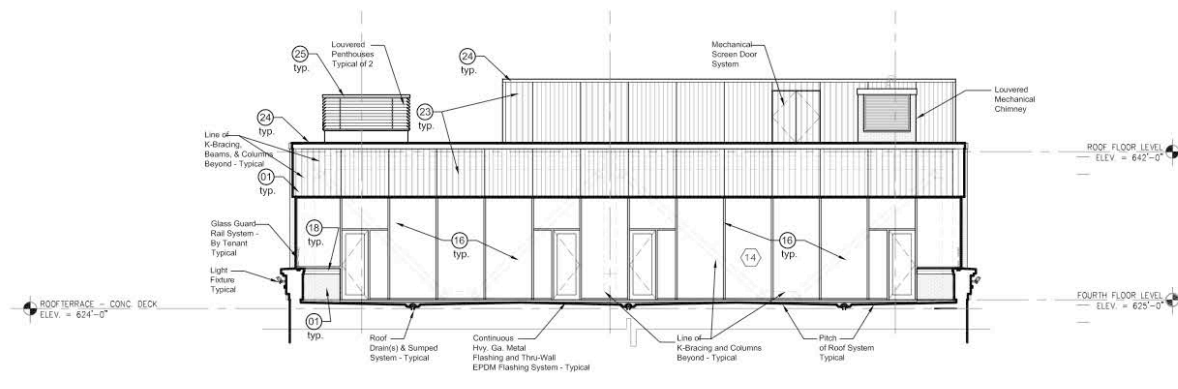 25
typ.
Louvered
Penthouses
Typical of 2
24
typ.
Mechanical
Screen Door
System
23
typ.
Louvered
Mechanical
Chimney
24
typ.
Line of
K-Bracing,
Beams, & Columns
Beyond - Typical
ROOF FLOOR LEVEL
ELEV. = 642'-0"
01
typ.
Glass Guard
Rail System -
By Tenant
Typical
18
typ.
16
typ.
16
typ.
14
Light
Fixture
Typical
ROOFTERRACE - CONC. DECK
ELEV. = 624'-0"
FOURTH FLOOR LEVEL
ELEV. = 625'-0"
01
typ.
Roof
Drain(s) & Sumped
System - Typical
Continuous
Hvy. Ga. Metal
Flashing and Thru-Wall
EPDM Flashing System - Typical
Line of
K-Bracing and Columns
Beyond - Typical
Pitch
of Roof System
Typical